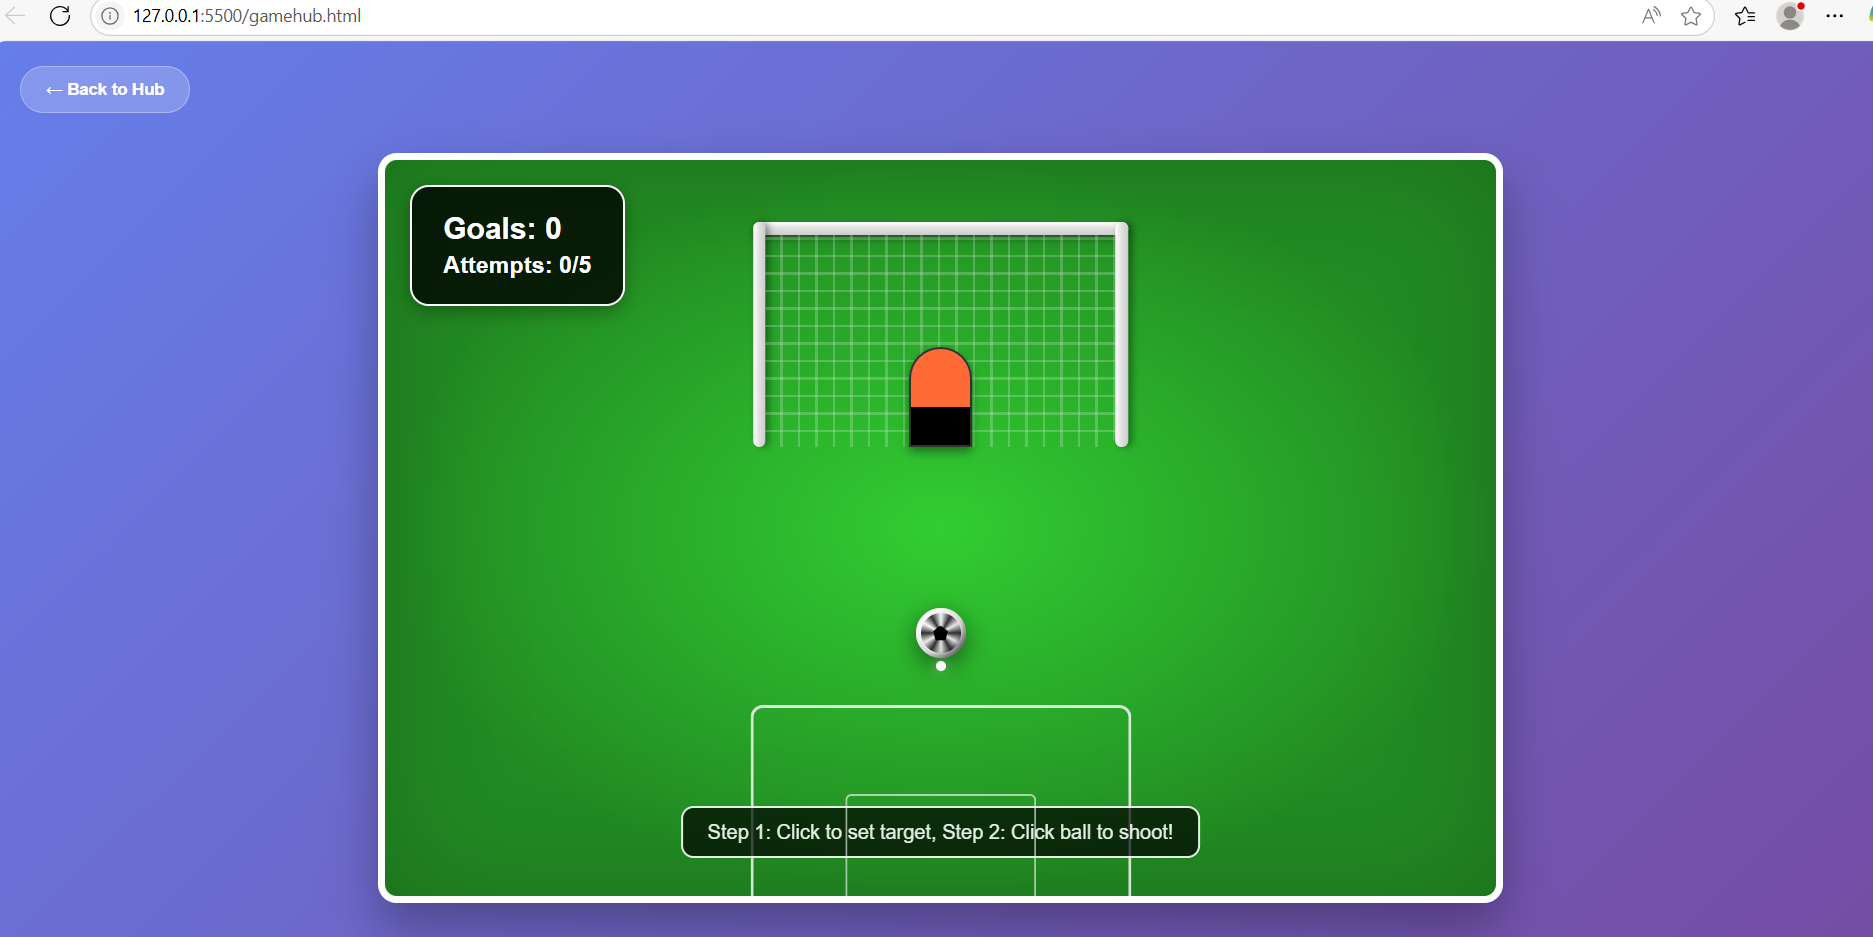 127.0.0.1:5500/gamehub.html
← Back to Hub
Goals: 0
Attempts: 0/5
Step 1: Click to set target, Step 2: Click ball to shoot!